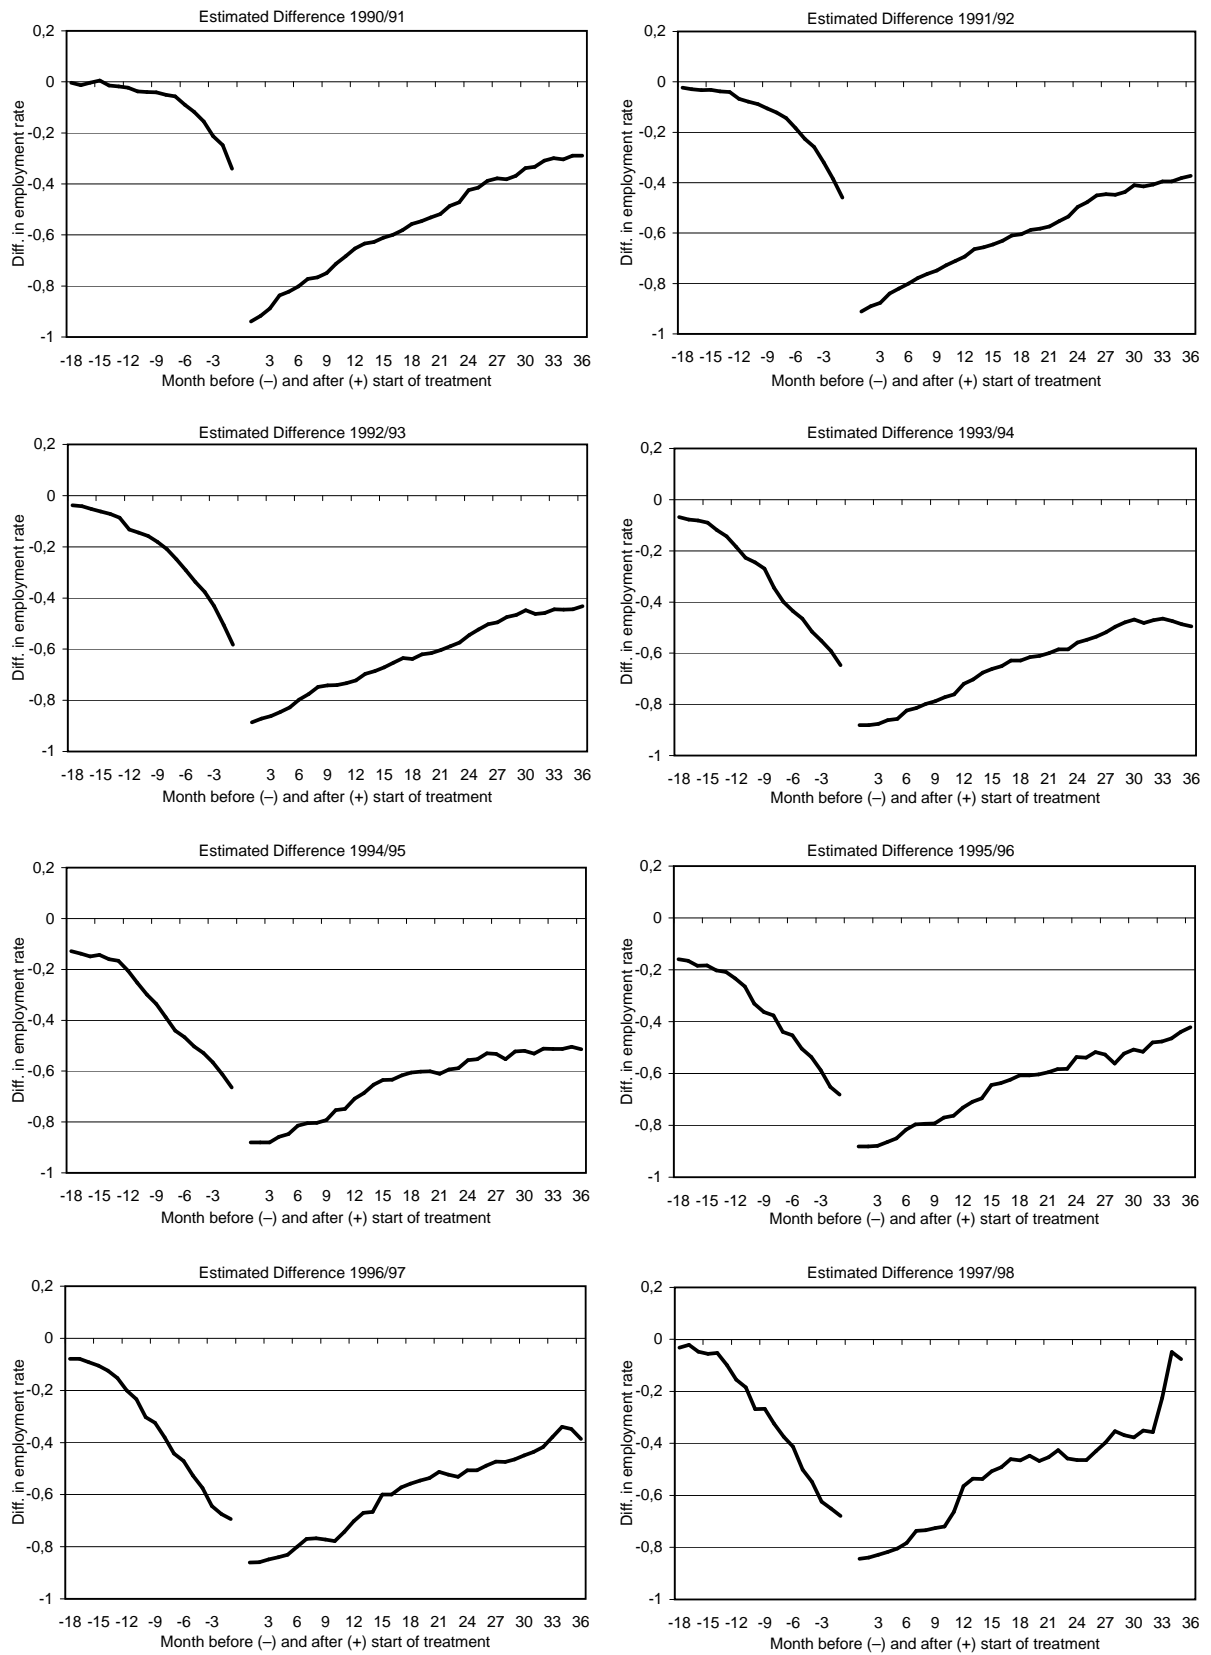 Estimated Difference 1990/91
0,2
0
-0,2
-0,4
-0,6
-0,8
-1
Diff. in employment rate
-18 -15 -12 -9 -6 -3 3 6 9 12 15 18 21 24 27 30 33 36
Month before (–) and after (+) start of treatment
Estimated Difference 1991/92
0,2
0
-0,2
-0,4
-0,6
-0,8
-1
Diff. in employment rate
-18 -15 -12 -9 -6 -3 3 6 9 12 15 18 21 24 27 30 33 36
Month before (–) and after (+) start of treatment
Estimated Difference 1992/93
0,2
0
-0,2
-0,4
-0,6
-0,8
-1
Diff. in employment rate
-18 -15 -12 -9 -6 -3 3 6 9 12 15 18 21 24 27 30 33 36
Month before (–) and after (+) start of treatment
Estimated Difference 1993/94
0,2
0
-0,2
-0,4
-0,6
-0,8
-1
Diff. in employment rate
-18 -15 -12 -9 -6 -3 3 6 9 12 15 18 21 24 27 30 33 36
Month before (–) and after (+) start of treatment
Estimated Difference 1994/95
0,2
0
-0,2
-0,4
-0,6
-0,8
-1
Diff. in employment rate
-18 -15 -12 -9 -6 -3 3 6 9 12 15 18 21 24 27 30 33 36
Month before (–) and after (+) start of treatment
Estimated Difference 1995/96
0,2
0
-0,2
-0,4
-0,6
-0,8
-1
Diff. in employment rate
-18 -15 -12 -9 -6 -3 3 6 9 12 15 18 21 24 27 30 33 36
Month before (–) and after (+) start of treatment
Estimated Difference 1996/97
0,2
0
-0,2
-0,4
-0,6
-0,8
-1
Diff. in employment rate
-18 -15 -12 -9 -6 -3 3 6 9 12 15 18 21 24 27 30 33 36
Month before (–) and after (+) start of treatment
Estimated Difference 1997/98
0,2
0
-0,2
-0,4
-0,6
-0,8
-1
Diff. in employment rate
-18 -15 -12 -9 -6 -3 3 6 9 12 15 18 21 24 27 30 33 36
Month before (–) and after (+) start of treatment